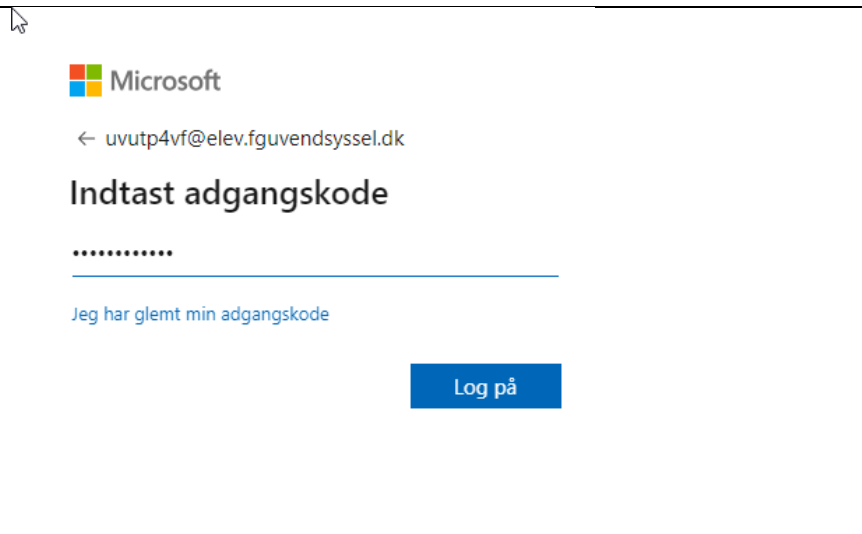 Microsoft
← uvutp4vf@elev.fguvendsyssel.dk
Indtast adgangskode
••••••••••••
Jeg har glemt min adgangskode
Log på